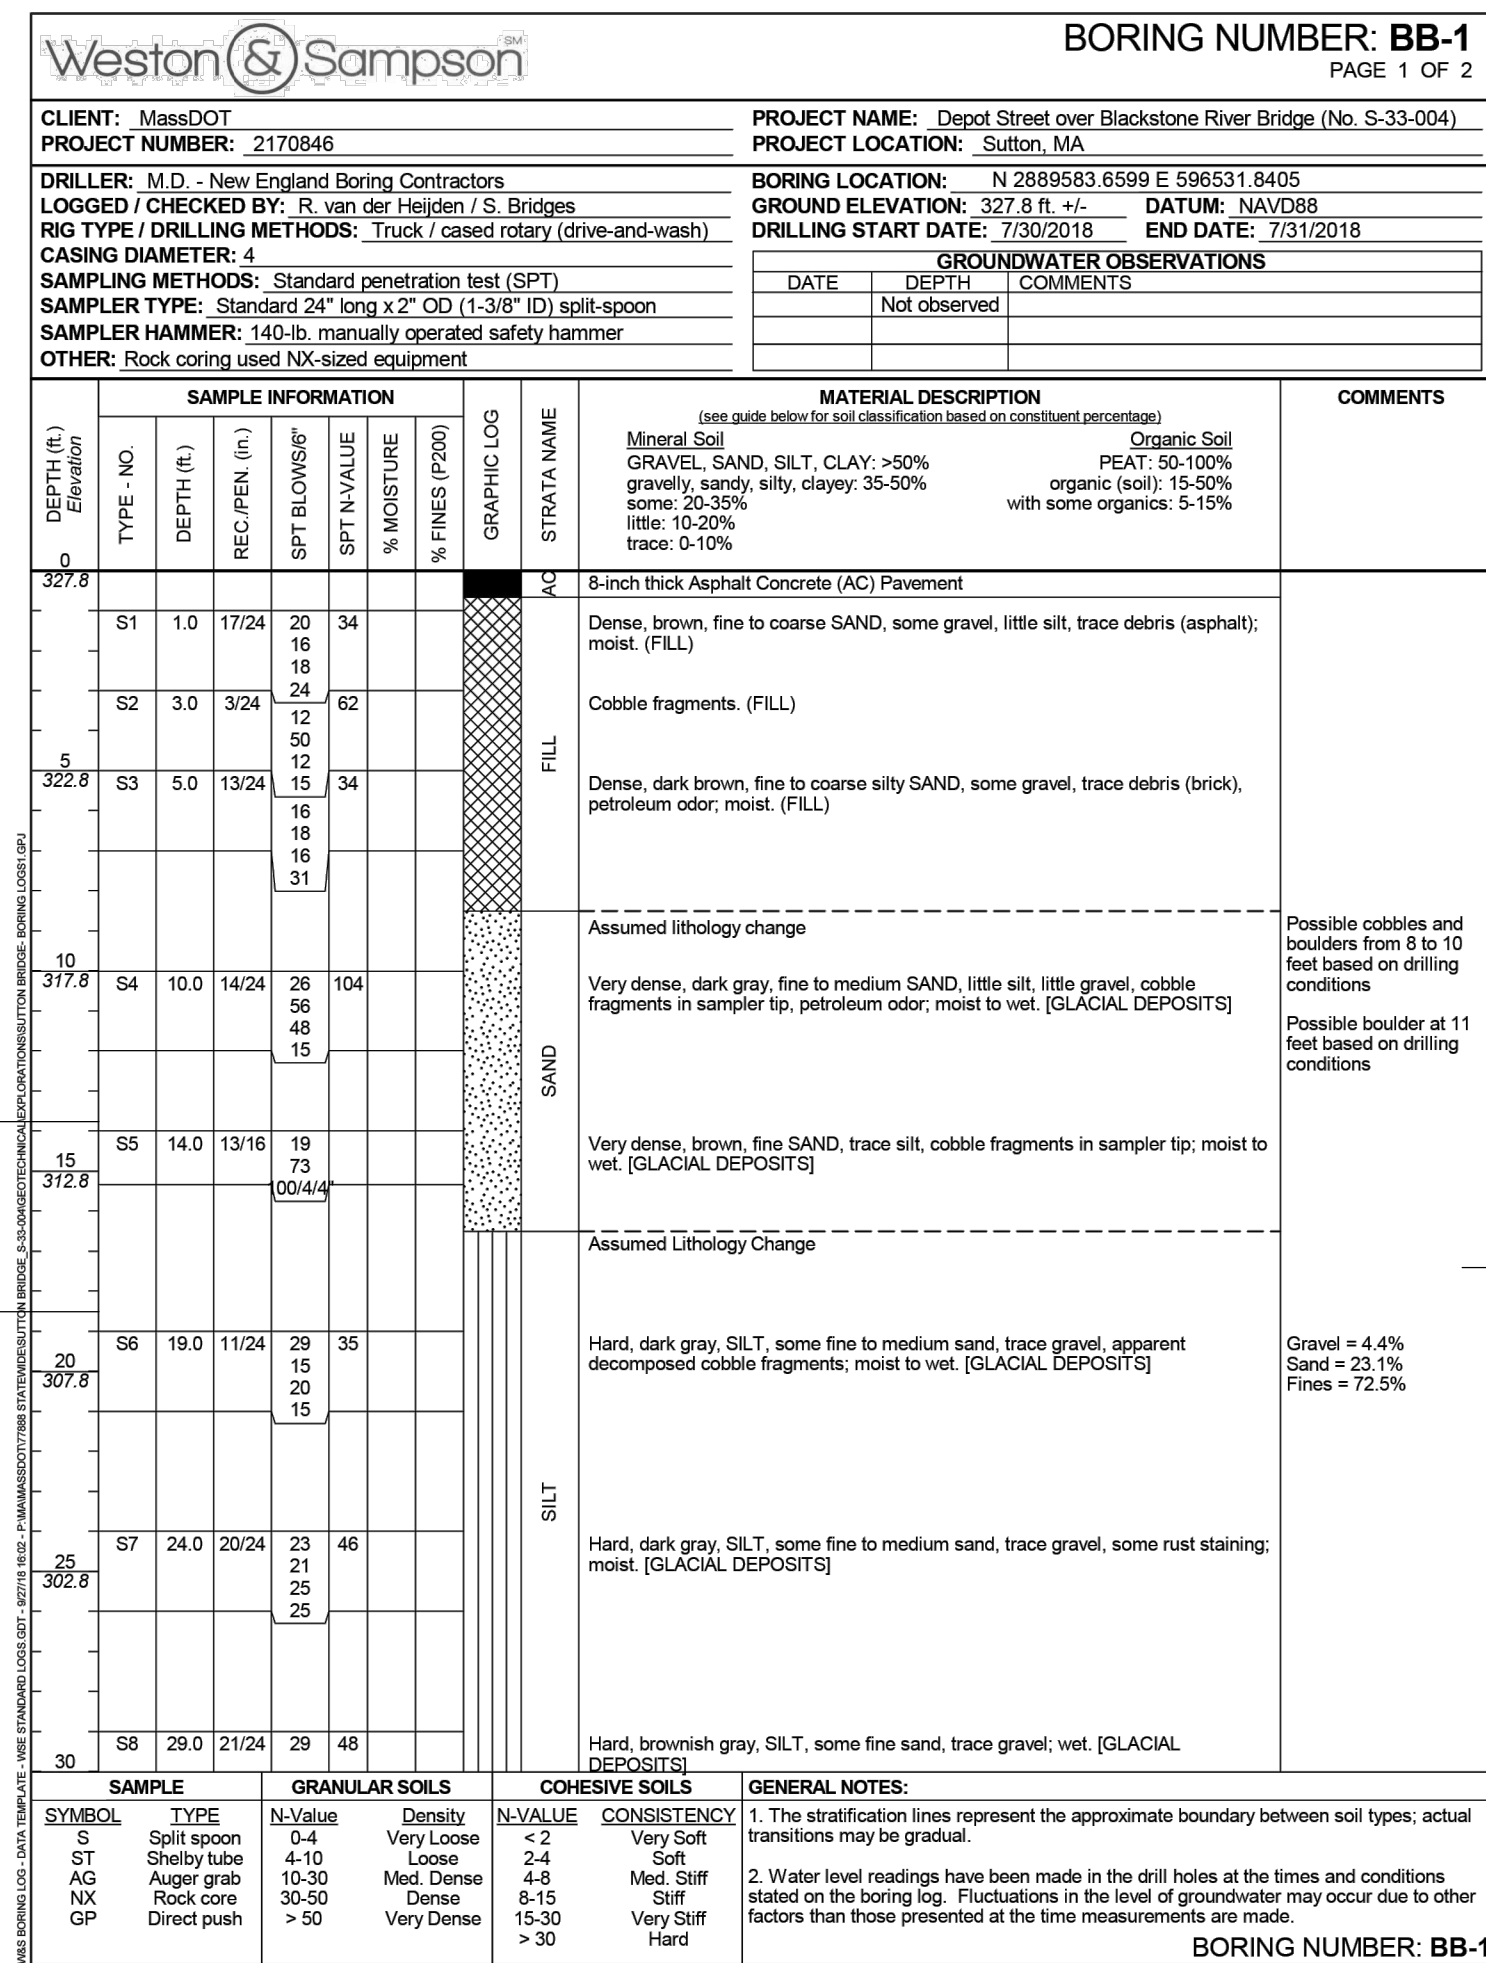 Weston & Sampson SM
BORING NUMBER: BB-1
PAGE 1 OF 2
CLIENT: MassDOT
PROJECT NUMBER: 2170846
PROJECT NAME: Depot Street over Blackstone River Bridge (No. S-33-004)
PROJECT LOCATION: Sutton, MA
DRILLER: M.D. - New England Boring Contractors
LOGGED / CHECKED BY: R. van der Heijden / S. Bridges
RIG TYPE / DRILLING METHODS: Truck / cased rotary (drive-and-wash)
CASING DIAMETER: 4
SAMPLING METHODS: Standard penetration test (SPT)
SAMPLER TYPE: Standard 24" long x 2" OD (1-3/8" ID) split-spoon
SAMPLER HAMMER: 140-lb. manually operated safety hammer
OTHER: Rock coring used NX-sized equipment
BORING LOCATION: N 2889583.6599 E 596531.8405
GROUND ELEVATION: 327.8 ft. +/- DATUM: NAVD88
DRILLING START DATE: 7/30/2018 END DATE: 7/31/2018
GROUNDWATER OBSERVATIONS
DATE DEPTH COMMENTS
Not observed
DEPTH (ft.)
Elevation
SAMPLE INFORMATION
TYPE - NO.
DEPTH (ft.)
REC./PEN. (in.)
SPT BLOWS/6"
SPT N-VALUE
% MOISTURE
% FINES (P200)
GRAPHIC LOG
STRATA NAME
MATERIAL DESCRIPTION
(see guide below for soil classification based on constituent percentage)
Mineral Soil
GRAVEL, SAND, SILT, CLAY: >50%
gravelly, sandy, silty, clayey: 35-50%
some: 20-35%
little: 10-20%
trace: 0-10%
Organic Soil
PEAT: 50-100%
organic (soil): 15-50%
with some organics: 5-15%
COMMENTS
0
327.8
AC
8-inch thick Asphalt Concrete (AC) Pavement
S1 1.0 17/24 20 34
16
18
24
Dense, brown, fine to coarse SAND, some gravel, little silt, trace debris (asphalt);
moist. (FILL)
S2 3.0 3/24 12 62
50
12
15
Cobble fragments. (FILL)
FILL
5
322.8
S3 5.0 13/24 16 34
18
16
31
Dense, dark brown, fine to coarse silty SAND, some gravel, trace debris (brick),
petroleum odor; moist. (FILL)
Assumed lithology change
Possible cobbles and
boulders from 8 to 10
feet based on drilling
conditions
10
317.8
S4 10.0 14/24 26 104
56
48
15
Very dense, dark gray, fine to medium SAND, little silt, little gravel, cobble
fragments in sampler tip, petroleum odor; moist to wet. [GLACIAL DEPOSITS]
Possible boulder at 11
feet based on drilling
conditions
SAND
S5 14.0 13/16 19
73
100/4/4"
Very dense, brown, fine SAND, trace silt, cobble fragments in sampler tip; moist to
wet. [GLACIAL DEPOSITS]
15
312.8
Assumed Lithology Change
S6 19.0 11/24 29 35
15
20
15
Hard, dark gray, SILT, some fine to medium sand, trace gravel, apparent
decomposed cobble fragments; moist to wet. [GLACIAL DEPOSITS]
Gravel = 4.4%
Sand = 23.1%
Fines = 72.5%
20
307.8
SILT
S7 24.0 20/24 23 46
21
25
25
Hard, dark gray, SILT, some fine to medium sand, trace gravel, some rust staining;
moist. [GLACIAL DEPOSITS]
25
302.8
S8 29.0 21/24 29 48
Hard, brownish gray, SILT, some fine sand, trace gravel; wet. [GLACIAL
DEPOSITS]
30
SAMPLE
SYMBOL TYPE
S Split spoon
ST Shelby tube
AG Auger grab
NX Rock core
GP Direct push
GRANULAR SOILS
N-Value Density
0-4 Very Loose
4-10 Loose
10-30 Med. Dense
30-50 Dense
> 50 Very Dense
COHESIVE SOILS
N-VALUE CONSISTENCY
< 2 Very Soft
2-4 Soft
4-8 Med. Stiff
8-15 Stiff
15-30 Very Stiff
> 30 Hard
GENERAL NOTES:
1. The stratification lines represent the approximate boundary between soil types; actual
transitions may be gradual.
2. Water level readings have been made in the drill holes at the times and conditions
stated on the boring log. Fluctuations in the level of groundwater may occur due to other
factors than those presented at the time measurements are made.
BORING NUMBER: BB-1
W&S BORING LOG - DATA TEMPLATE - WSE STANDARD LOGS.GDT - 9/27/18 16:02 - P:\MA\MASSDOT\77888 STATEWIDE\SUTTON BRIDGE_S-33-004\GEOTECHNICAL\EXPLORATIONS\SUTTON BRIDGE- BORING LOGS1.GPJ